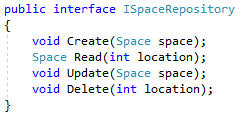 public interface ISpaceRepository
{
    void Create(Space space);
    Space Read(int location);
    void Update(Space space);
    void Delete(int location);
}